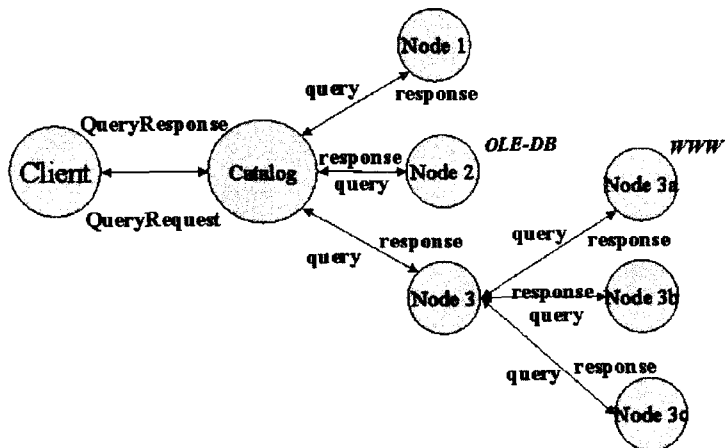 Node 1
query
response
QueryResponse
OLE-DB
WWW
Client
Catalog
response
query
Node 2
Node 3a
QueryRequest
query
response
query
response
Node 3
response
query
Node 3b
query
response
Node 3c